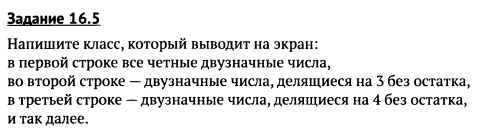 Задание 16.5
Напишите класс, который выводит на экран:
в первой строке все четные двузначные числа,
во второй строке — двузначные числа, делящиеся на 3 без остатка,
в третьей строке — двузначные числа, делящиеся на 4 без остатка,
и так далее.